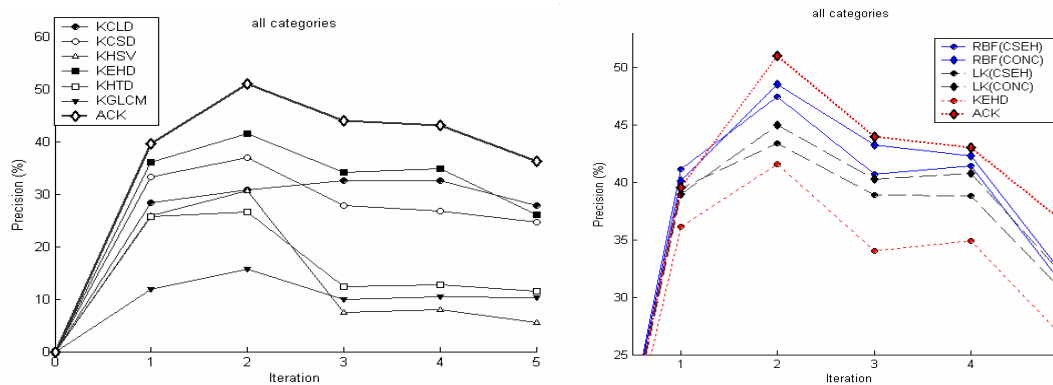 all categories
60
50
40
30
20
10
0
Precision (%)
0 1 2 3 4 5
Iteration
KCLD
KCSD
KHSV
KEHD
KHTD
KGLCM
ACK
all categories
50
45
40
35
30
25
Precision (%)
1 2 3 4
Iteration
RBF(CSEH)
RBF(CONC)
LK(CSEH)
LK(CONC)
KEHD
ACK